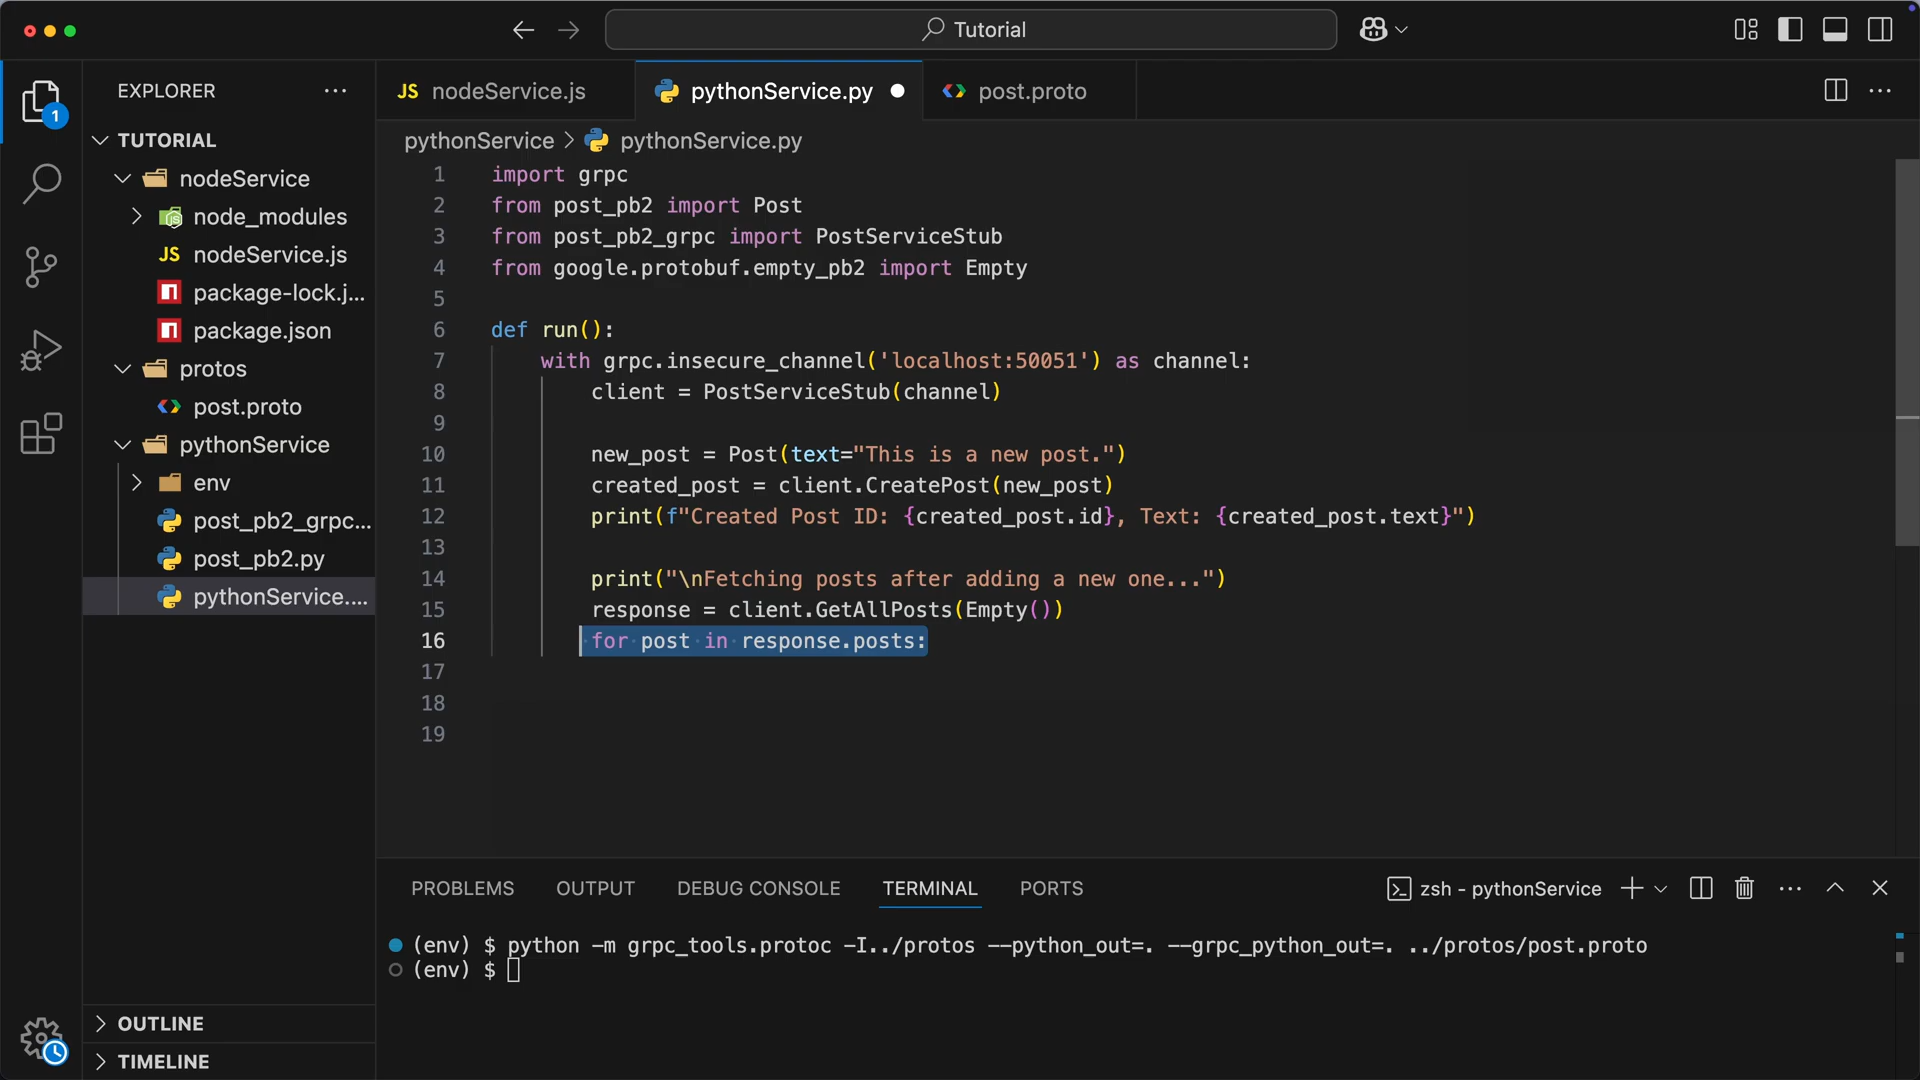 Tutorial
EXPLORER
TUTORIAL
nodeService
node_modules
JS nodeService.js
package-lock.j...
package.json
protos
post.proto
pythonService
env
post_pb2_grpc...
post_pb2.py
pythonService....
OUTLINE
TIMELINE
1
JS nodeService.js
pythonService.py
post.proto
pythonService > pythonService.py
1 import grpc
2 from post_pb2 import Post
3 from post_pb2_grpc import PostServiceStub
4 from google.protobuf.empty_pb2 import Empty
5
6 def run():
7 with grpc.insecure_channel('localhost:50051') as channel:
8 client = PostServiceStub(channel)
9
10 new_post = Post(text="This is a new post.")
11 created_post = client.CreatePost(new_post)
12 print(f"Created Post ID: {created_post.id}, Text: {created_post.text}")
13
14 print("\nFetching posts after adding a new one...")
15 response = client.GetAllPosts(Empty())
16 for post in response.posts:
17
18
19
PROBLEMS OUTPUT DEBUG CONSOLE TERMINAL PORTS
zsh - pythonService
(env) $ python -m grpc_tools.protoc -I../protos --python_out=. --grpc_python_out=. ../protos/post.proto
(env) $